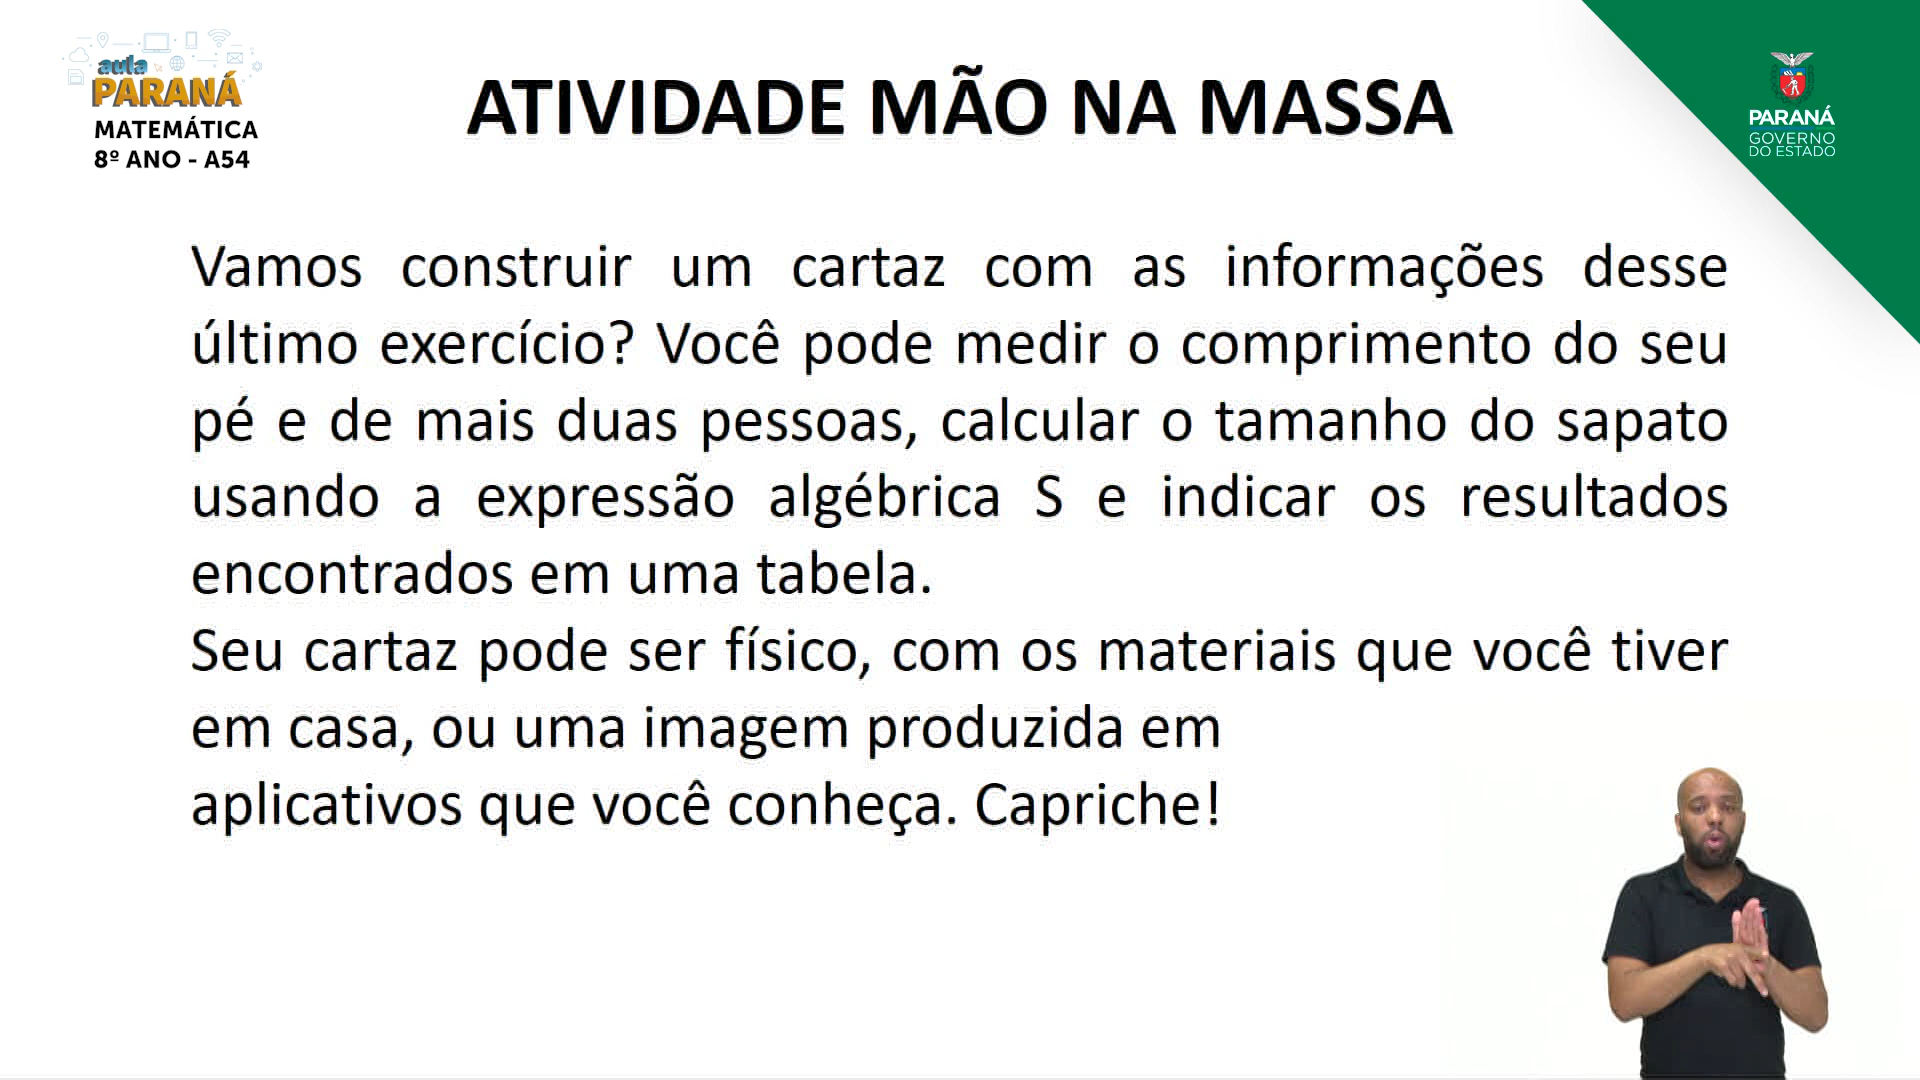 aula
PARANÁ
MATEMÁTICA
8º ANO - A54
ATIVIDADE MÃO NA MASSA
PARANÁ
GOVERNO
DO ESTADO
Vamos construir um cartaz com as informações desse
último exercício? Você pode medir o comprimento do seu
pé e de mais duas pessoas, calcular o tamanho do sapato
usando a expressão algébrica S e indicar os resultados
encontrados em uma tabela.
Seu cartaz pode ser físico, com os materiais que você tiver
em casa, ou uma imagem produzida em
aplicativos que você conheça. Capriche!